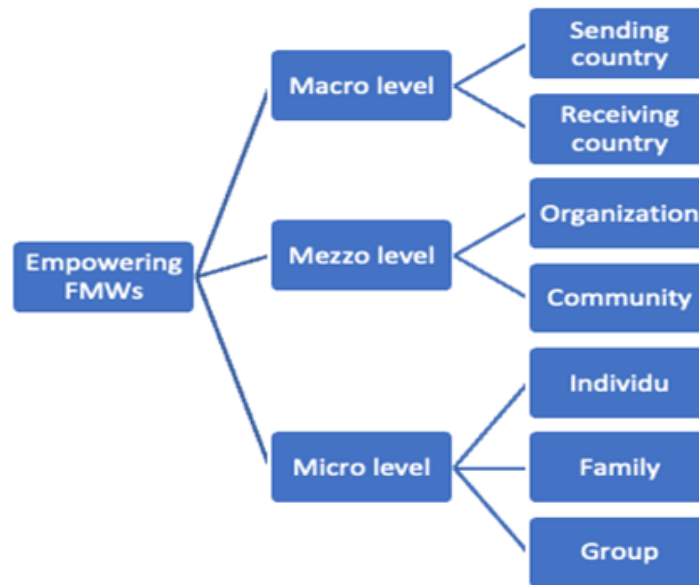 Empowering
FMWs
Macro level
Sending
country
Receiving
country
Mezzo level
Organization
Community
Micro level
Individu
Family
Group